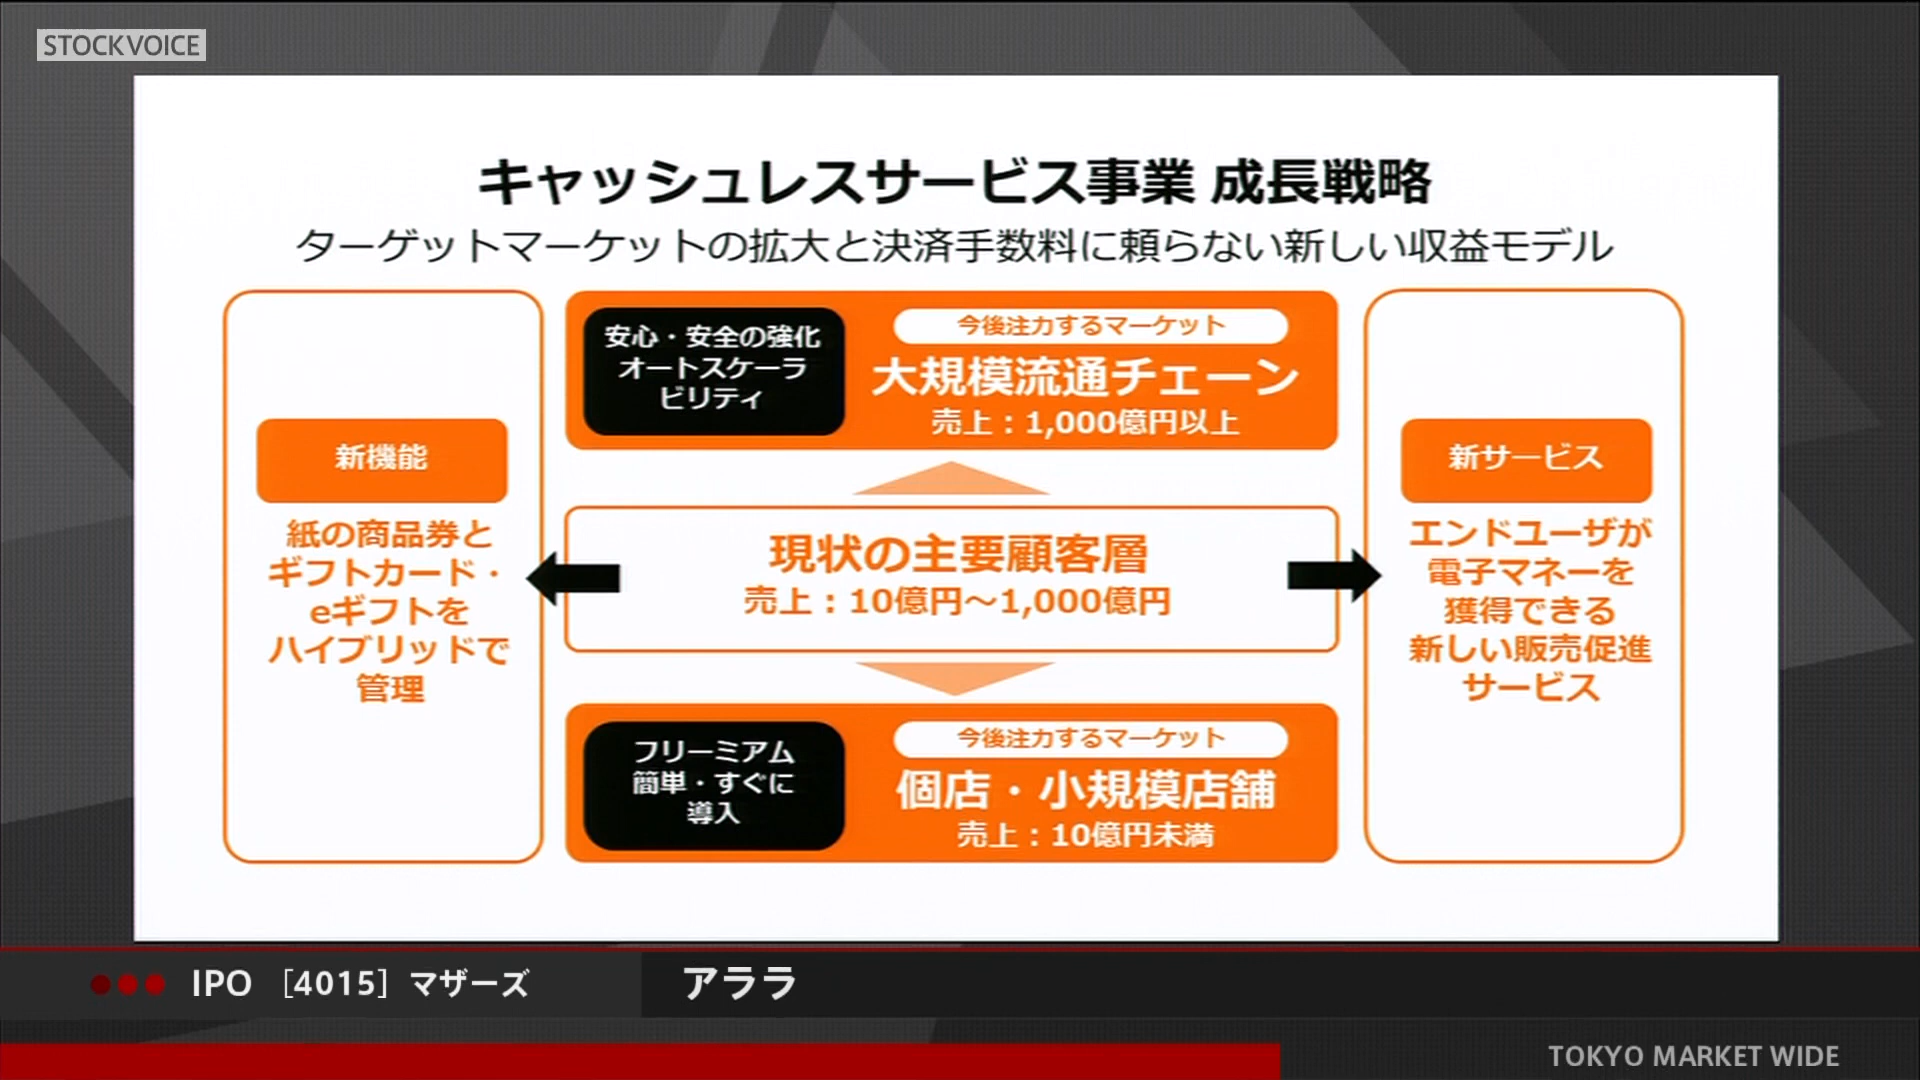 STOCKVOICE
キャッシュレスサービス事業 成長戦略
ターゲットマーケットの拡大と決済手数料に頼らない新しい収益モデル
新機能
紙の商品券と
ギフトカード・
eギフトを
ハイブリッドで
管理
安心・安全の強化
オートスケーラ
ビリティ
今後注力するマーケット
大規模流通チェーン
売上：1,000億円以上
現状の主要顧客層
売上：10億円～1,000億円
フリーミアム
簡単・すぐに
導入
今後注力するマーケット
個店・小規模店舗
売上：10億円未満
新サービス
エンドユーザが
電子マネーを
獲得できる
新しい販売促進
サービス
IPO [4015] マザーズ
アララ
TOKYO MARKET WIDE